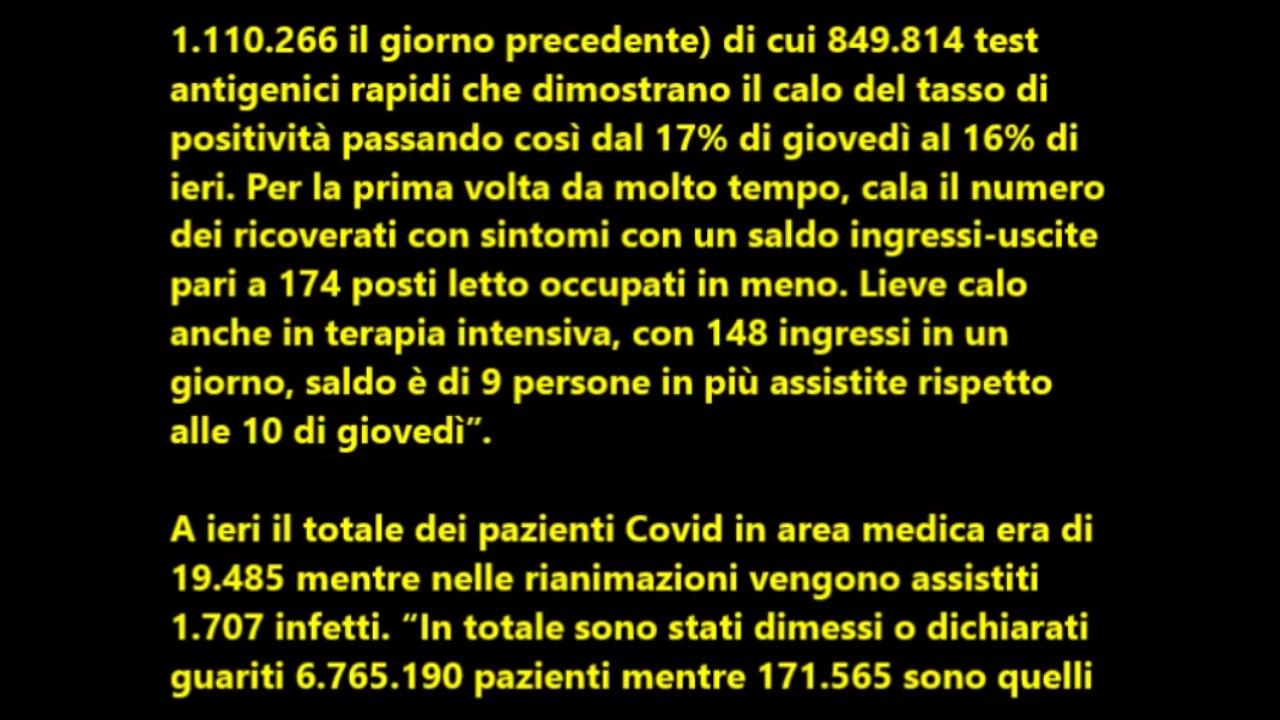 1.110.266 il giorno precedente) di cui 849.814 test
antigenici rapidi che dimostrano il calo del tasso di
positività passando così dal 17% di giovedì al 16% di
ieri. Per la prima volta da molto tempo, cala il numero
dei ricoverati con sintomi con un saldo ingressi-uscite
pari a 174 posti letto occupati in meno. Lieve calo
anche in terapia intensiva, con 148 ingressi in un
giorno, saldo è di 9 persone in più assistite rispetto
alle 10 di giovedì”.
A ieri il totale dei pazienti Covid in area medica era di
19.485 mentre nelle rianimazioni vengono assistiti
1.707 infetti. “In totale sono stati dimessi o dichiarati
guariti 6.765.190 pazienti mentre 171.565 sono quelli